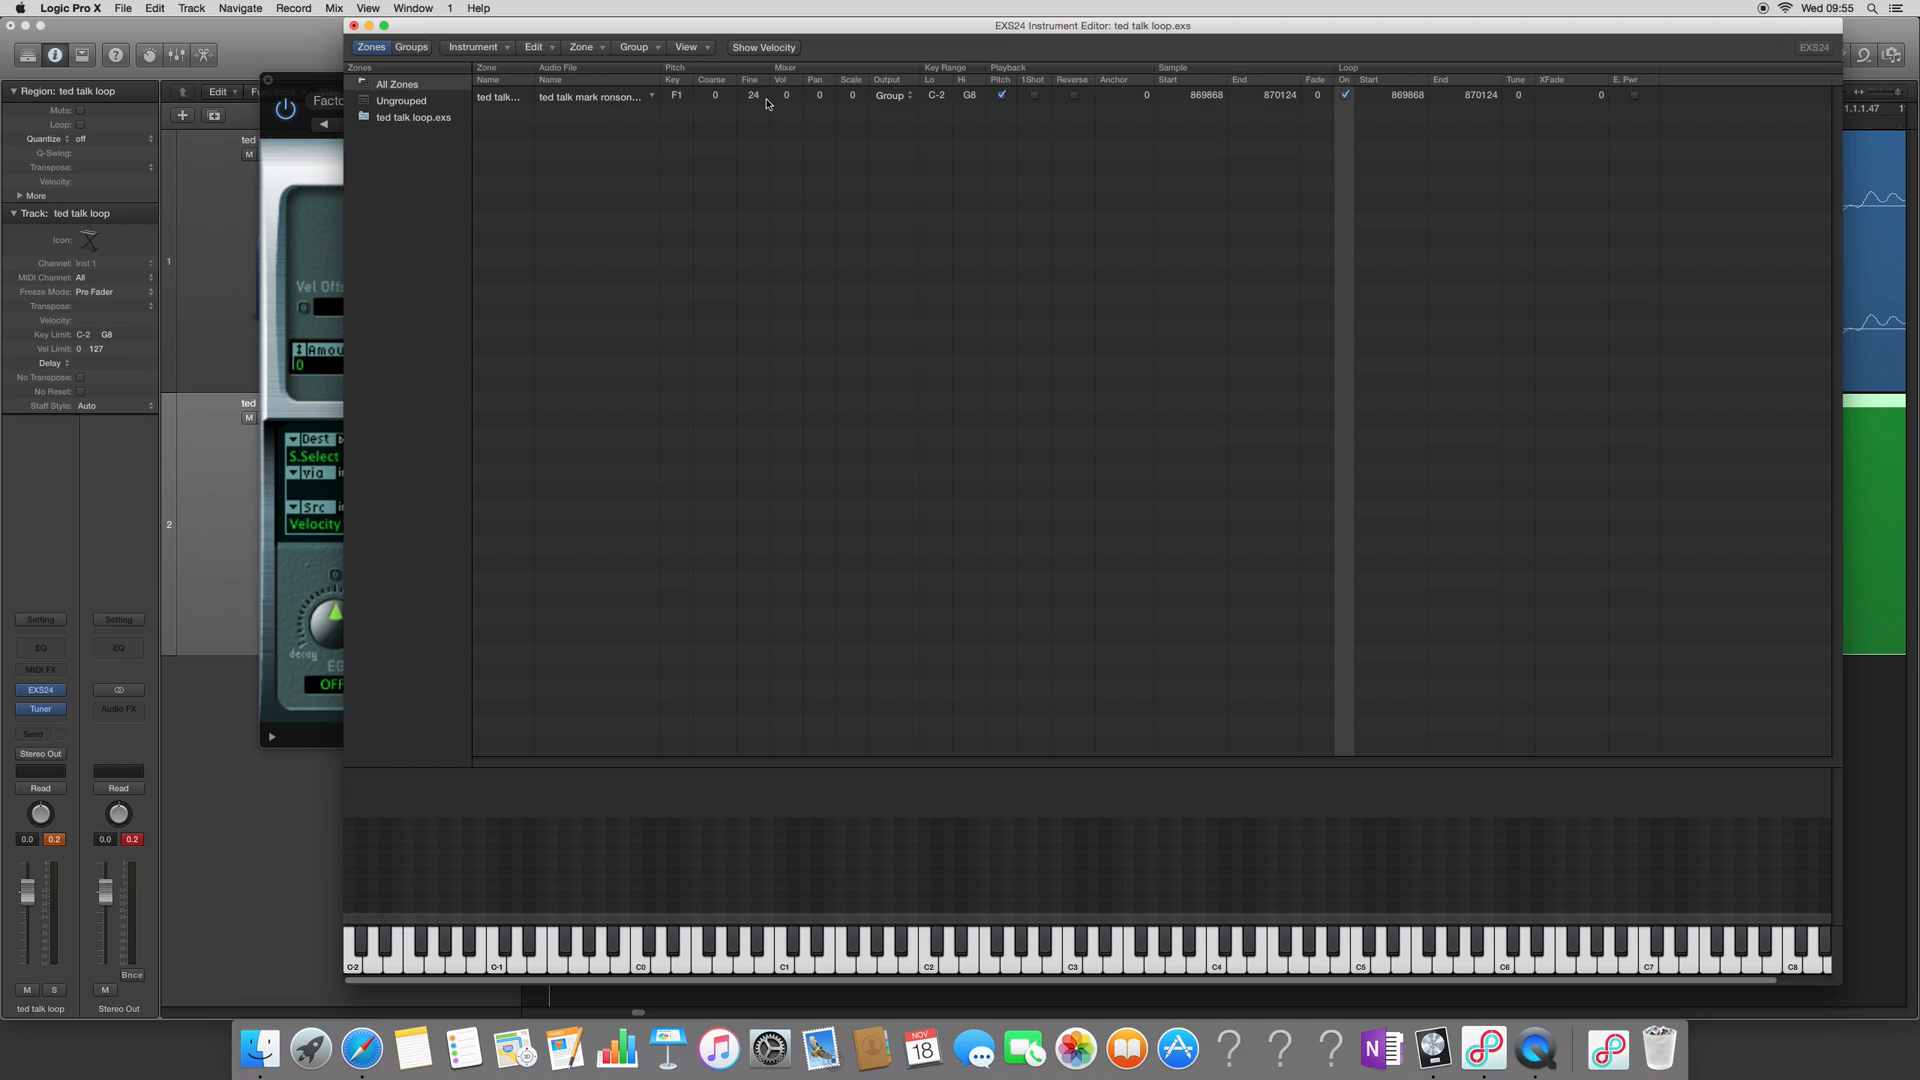 Logic Pro X File Edit Track Navigate Record Mix View Window 1 Help
Wed 09:55
EXS24 Instrument Editor: ted talk loop.exs
Zones Groups Instrument Edit Zone Group View Show Velocity EXS24
Zones
All Zones
Ungrouped
ted talk loop.exs
Zone Audio File Pitch Mixer Key Range Playback Sample Loop
Name Name Key Coarse Fine Vol Pan Scale Output Lo Hi Pitch 1Shot Reverse Anchor Start End Fade On Start End Tune XFade E. Pwr
ted talk... ted talk mark ronson... F1 0 24 0 0 0 Group C-2 G8 0 869868 870124 0 869868 870124 0 0
Region: ted talk loop
Mute:
Loop:
Quantize off
Q-Swing:
Transpose:
Velocity:
More
Track: ted talk loop
Icon:
Channel: Inst 1
MIDI Channel: All
Freeze Mode: Pre Fader
Transpose:
Velocity:
Key Limit: C-2 G8
Vel Limit: 0 127
Delay
No Transpose:
No Reset:
Staff Style: Auto
Edit
ted
M
1
ted
M
2
Vel Offs
0
Amou
0
Dest
S.Select
via
Src
Velocity
0
decay
OFF
1.1.1.47
Setting Setting
EQ EQ
MIDI FX
EXS24
Tuner Audio FX
Send
Stereo Out
Read Read
0.0 0.2 0.0 0.2
Bnce
M S M
ted talk loop Stereo Out
C-2 C-1 C0 C1 C2 C3 C4 C5 C6 C7 C8
NOV
18